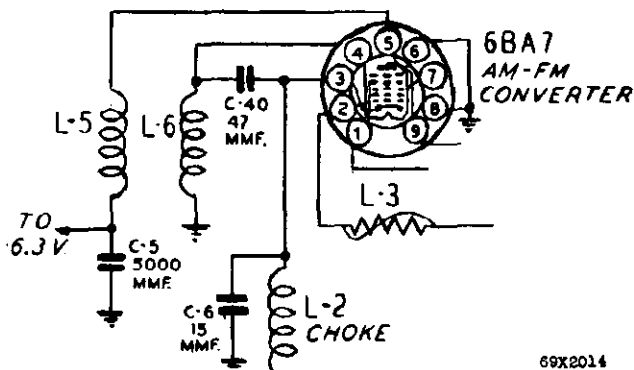 6BA7
AM-FM
CONVERTER
5
4
6
3
7
2
8
1
9
L-5
L-6
C-40
47
MMF.
L-3
TO
6.3 V.
C-5
5000
MMF.
C-6
15
MMF.
L-2
CHOKE
69X2014